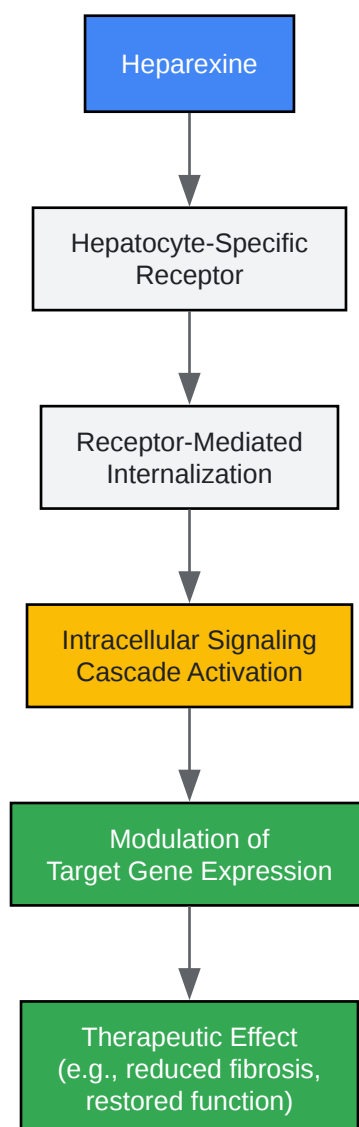 Heparexine
Hepatocyte-Specific
Receptor
Receptor-Mediated
Internalization
Intracellular Signaling
Cascade Activation
Modulation of
Target Gene Expression
Therapeutic Effect
(e.g., reduced fibrosis,
restored function)